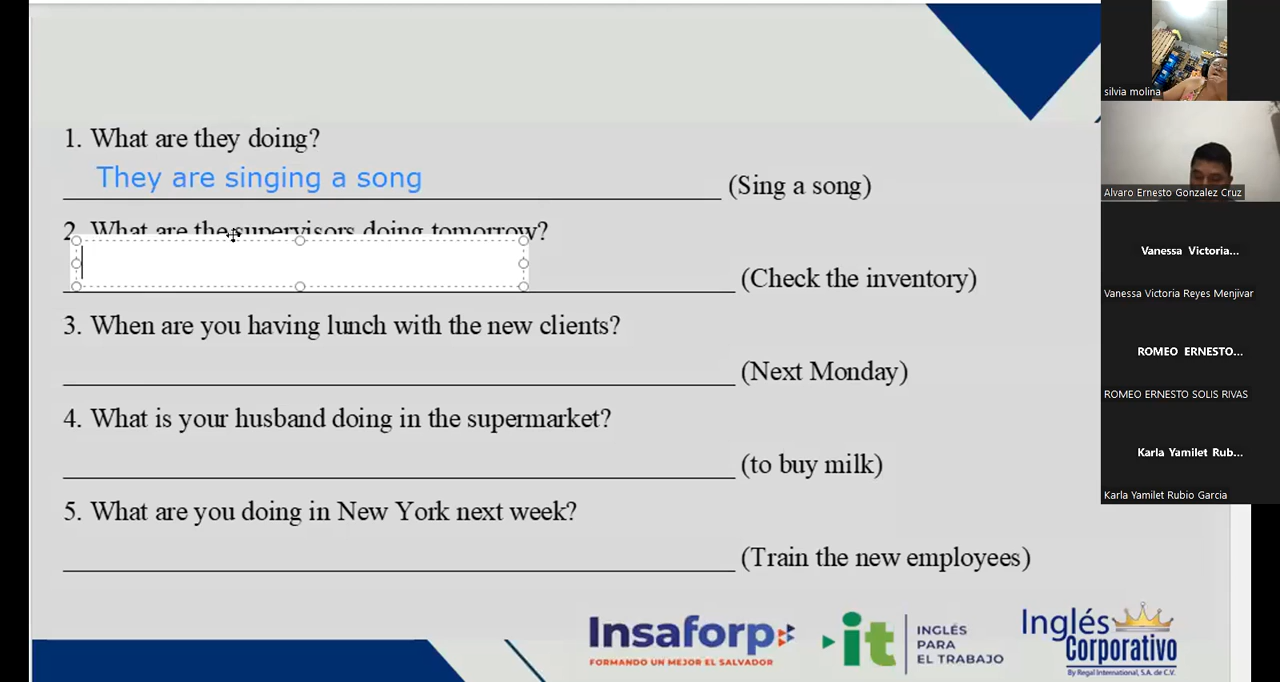 1. What are they doing?
They are singing a song
(Sing a song)
2. What are the supervisors doing tomorrow?
(Check the inventory)
3. When are you having lunch with the new clients?
(Next Monday)
4. What is your husband doing in the supermarket?
(to buy milk)
5. What are you doing in New York next week?
(Train the new employees)
Insaforp
FORMANDO UN MEJOR EL SALVADOR
it
INGLÉS
PARA
EL TRABAJO
Inglés
Corporativo
By Regal International, S.A. de C.V.
silvia molina
Alvaro Ernesto Gonzalez Cruz
Vanessa Victoria...
Vanessa Victoria Reyes Menjivar
ROMEO ERNESTO...
ROMEO ERNESTO SOLIS RIVAS
Karla Yamilet Rub...
Karla Yamilet Rubio Garcia